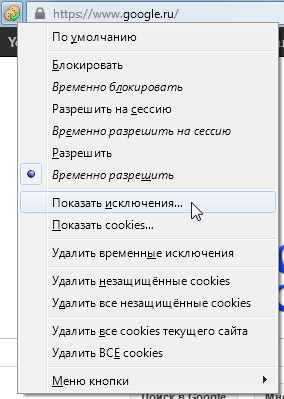 https://www.google.ru/
По умолчанию
Блокировать
Временно блокировать
Разрешить на сессию
Временно разрешить на сессию
Разрешить
Временно разрешить
Показать исключения...
Показать cookies...
Удалить временные исключения
Удалить незащищённые cookies
Удалить все незащищённые cookies
Удалить все cookies текущего сайта
Удалить ВСЕ cookies
Меню кнопки